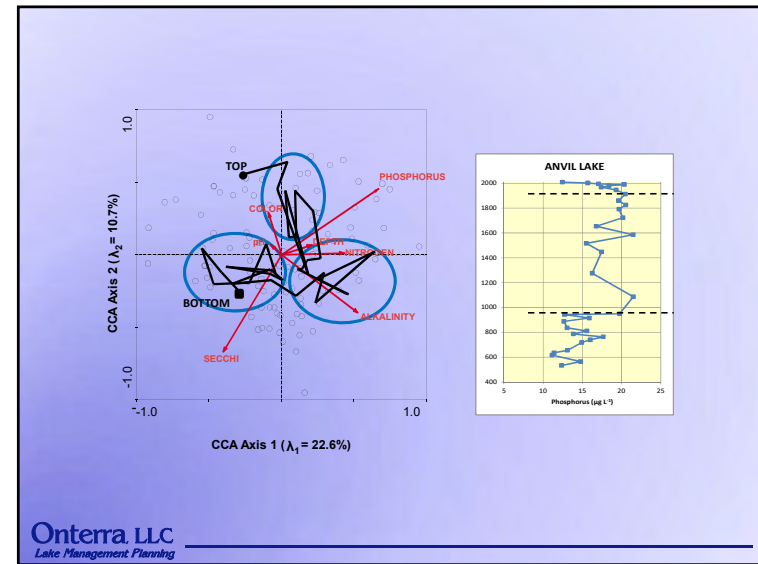 1.0
TOP
PHOSPHORUS
COLOR
pH
DEPTH
NITROGEN
BOTTOM
ALKALINITY
SECCHI
CCA Axis 2 (λ2 = 10.7%)
-1.0
-1.0
1.0
CCA Axis 1 (λ1 = 22.6%)
ANVIL LAKE
2000
1800
1600
1400
1200
1000
800
600
400
5 10 15 20 25
Phosphorus (µg L-1)
Onterra, LLC
Lake Management Planning